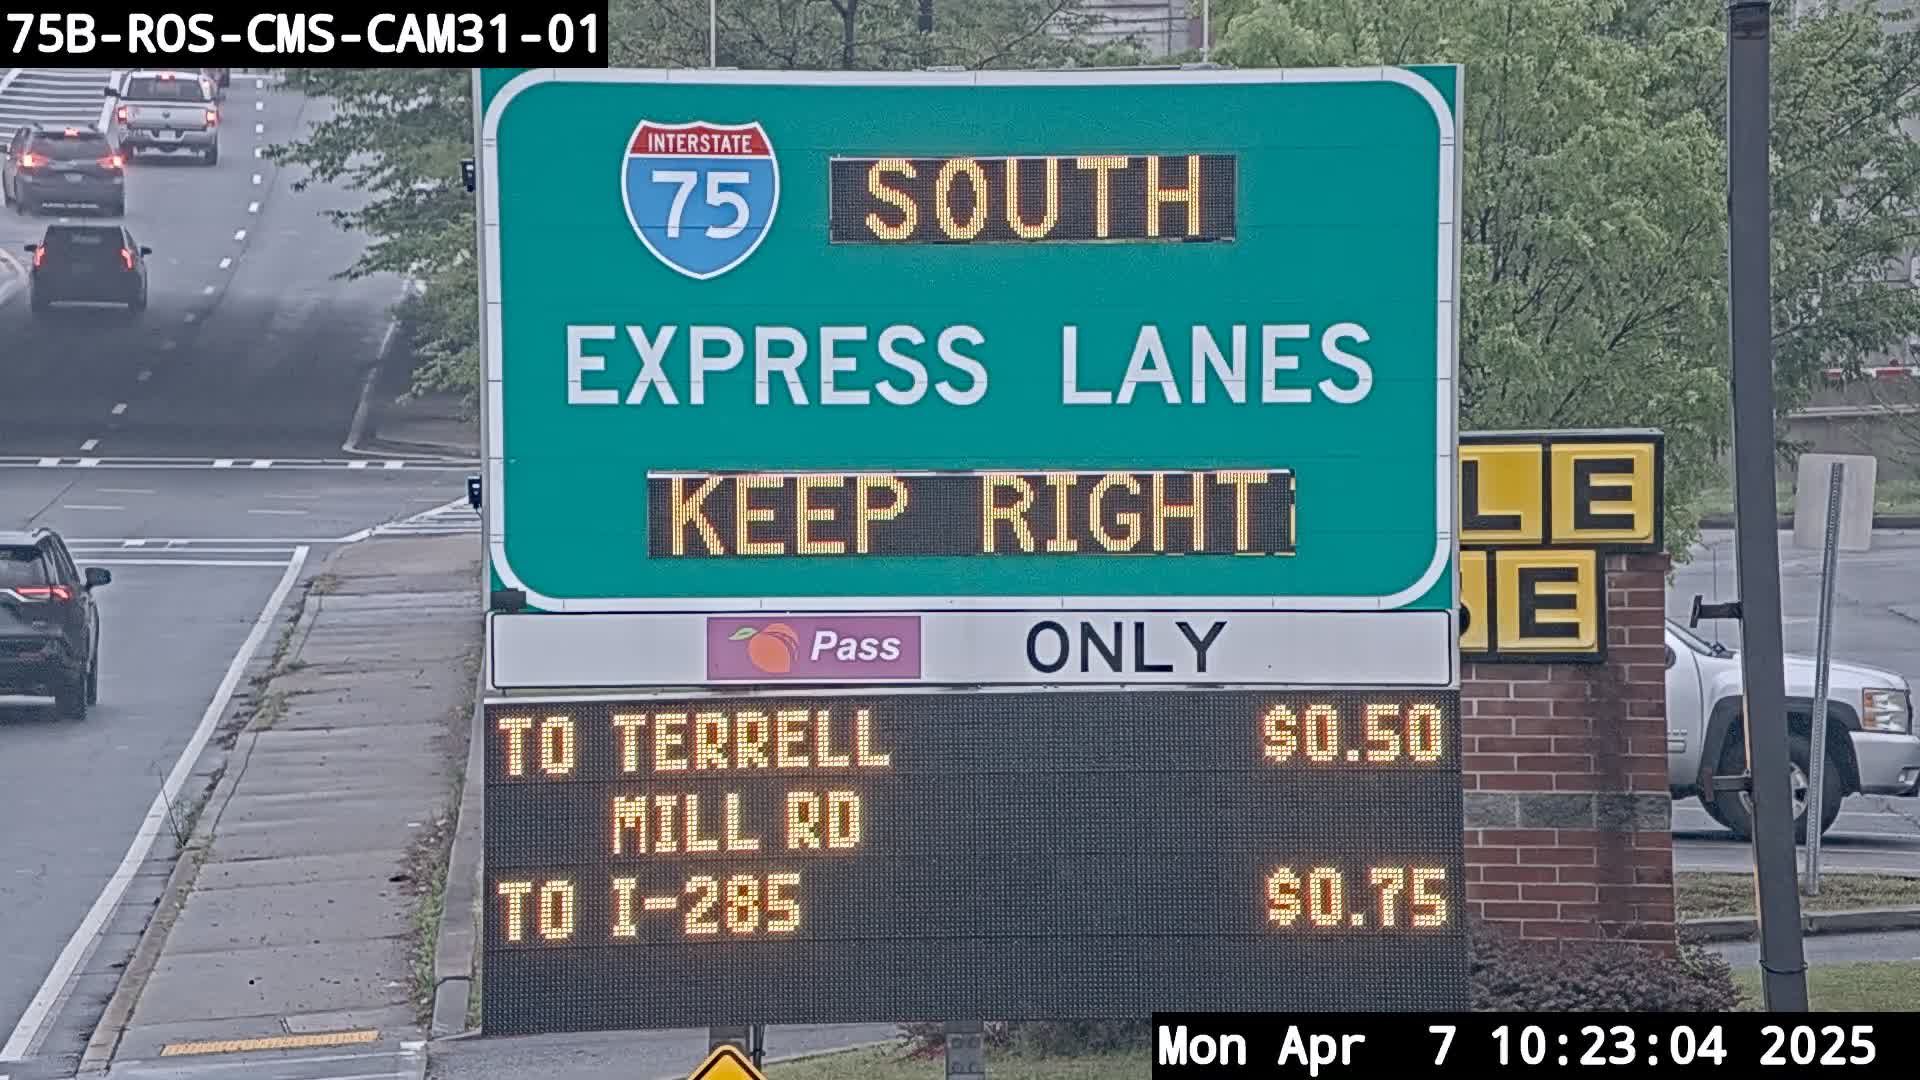 75B-ROS-CMS-CAM31-01
INTERSTATE
75
SOUTH
EXPRESS LANES
KEEP RIGHT
Pass ONLY
TO TERRELL $0.50
MILL RD
TO I-285 $0.75
LE
E
Mon Apr 7 10:23:04 2025